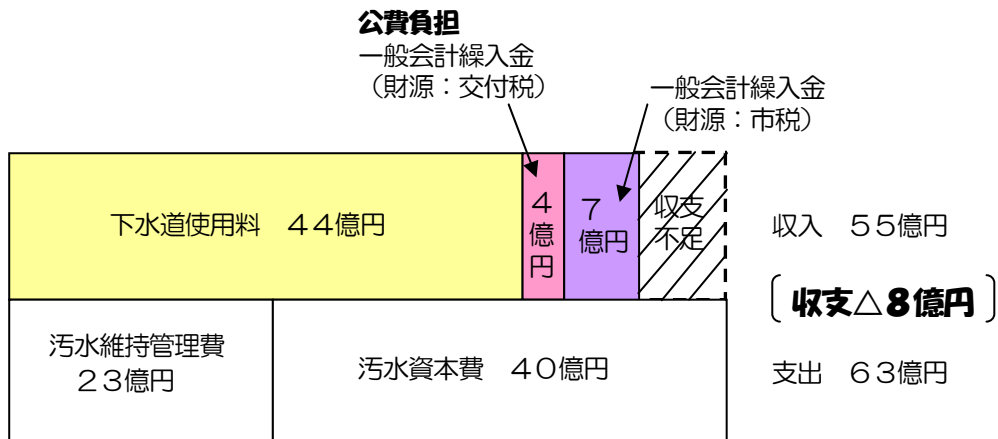 公費負担
一般会計繰入金
（財源：交付税）
一般会計繰入金
（財源：市税）
下水道使用料　４４億円
４
億
円
７
億円
収支
不足
収入　５５億円
〔収支△８億円〕
汚水維持管理費
２３億円
汚水資本費　４０億円
支出　６３億円